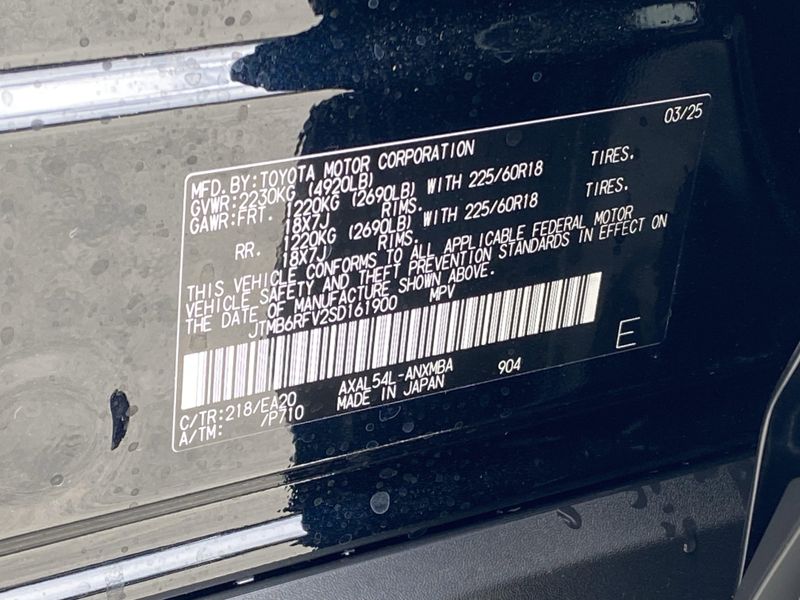 03/25
MFD. BY: TOYOTA MOTOR CORPORATION
GVWR: 2230KG (4920LB)
GAWR: FRT. 1220KG (2690LB) WITH 225/60R18 TIRES.
18X7J RIMS.
RR. 1220KG (2690LB) WITH 225/60R18 TIRES.
18X7J RIMS.
THIS VEHICLE CONFORMS TO ALL APPLICABLE FEDERAL MOTOR
VEHICLE SAFETY AND THEFT PREVENTION STANDARDS IN EFFECT ON
THE DATE OF MANUFACTURE SHOWN ABOVE.
JTMB6RFV2SD161900 MPV
E
C/TR: 218/EA20 AXAL54L-ANXMBA 904
A/TM: /P710 MADE IN JAPAN